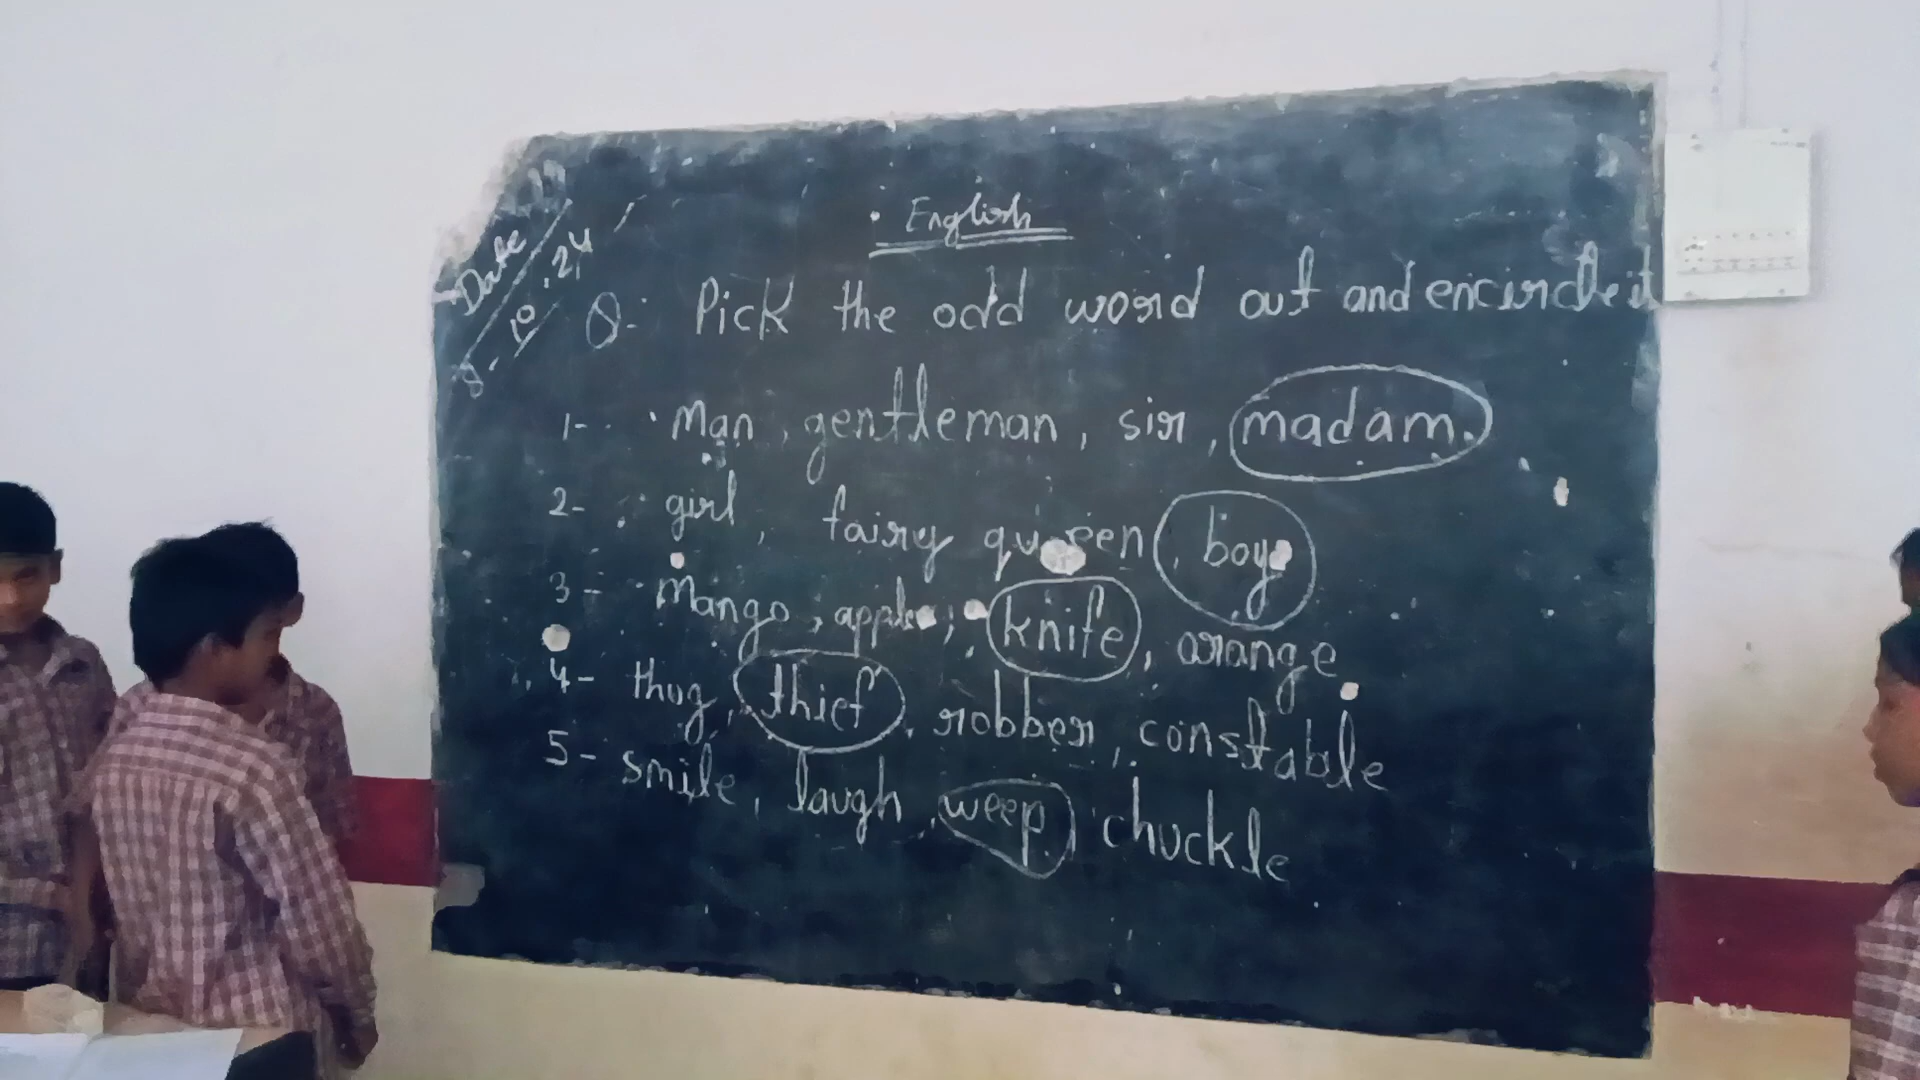 English
Date
8-10.24
Q- Pick the odd word out and encircle it
1- Man, gentleman, sir, madam.
2- girl, fairy queen, boy
3- Mango, apple, knife, orange
4- thug, thief, robber, constable
5- smile, laugh, weep, chuckle